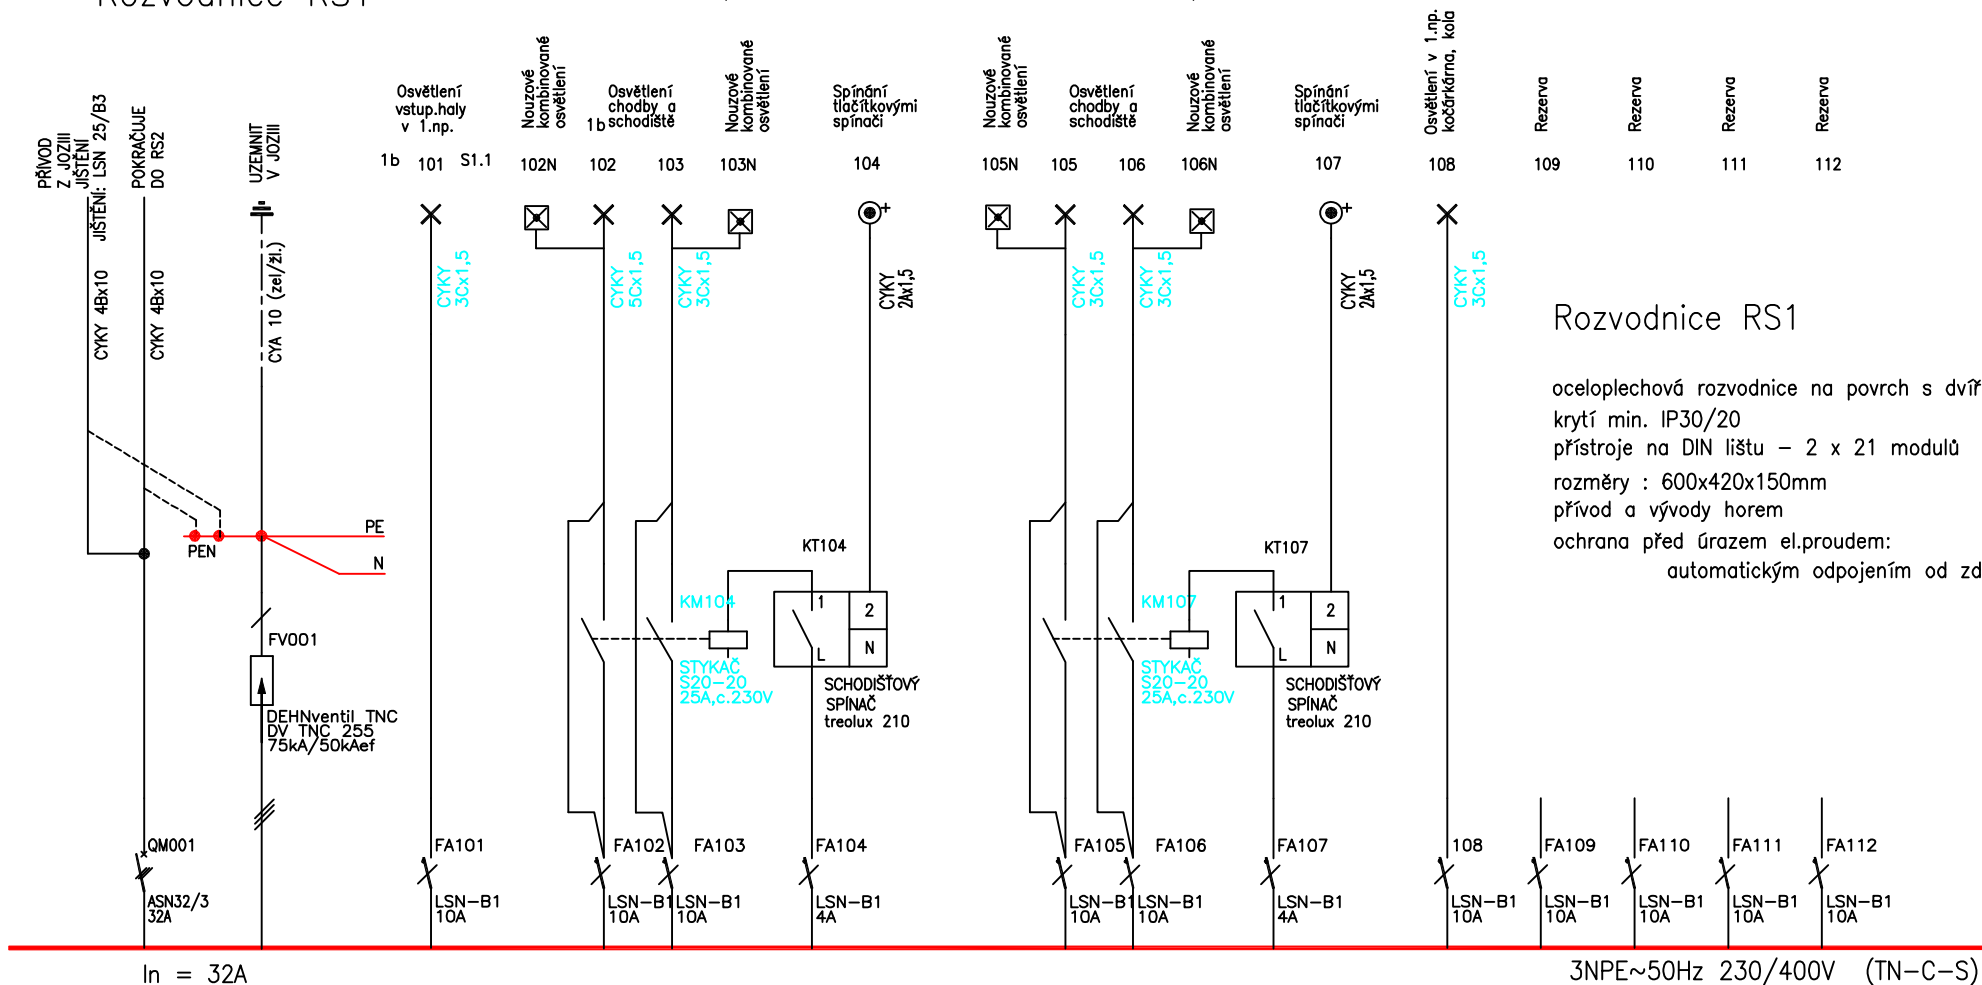 Rozvodnice RS1
PŘÍVOD
Z JOZIII
JIŠTĚNÍ
JIŠTĚNÍ: LSN 25/B3
CYKY 4Bx10
POKRAČUJE
DO RS2
CYKY 4Bx10
UZEMNIT
V JOZIII
CYA 10 (zel/žl.)
Osvětlení
vstup.haly
v 1.np.
1b 101 S1.1
CYKY
3Cx1,5
Nouzové
kombinované
osvětlení
102N
Osvětlení
chodby a
1b schodiště
102
CYKY
5Cx1,5
103
CYKY
3Cx1,5
Nouzové
kombinované
osvětlení
103N
Spínání
tlačítkovými
spínači
104
+
CYKY
2Ax1,5
Nouzové
kombinované
osvětlení
105N
Osvětlení
chodby a
schodiště
105
CYKY
3Cx1,5
106
CYKY
3Cx1,5
Nouzové
kombinované
osvětlení
106N
Spínání
tlačítkovými
spínači
107
+
CYKY
2Ax1,5
Osvětlení v 1.np.
kočárkárna, kola
108
CYKY
3Cx1,5
Rezerva
109
Rezerva
110
Rezerva
111
Rezerva
112
Rozvodnice RS1
oceloplechová rozvodnice na povrch s dvíř
krytí min. IP30/20
přístroje na DIN lištu – 2 x 21 modulů
rozměry : 600x420x150mm
přívod a vývody horem
ochrana před úrazem el.proudem:
automatickým odpojením od zd
PEN
PE
N
FV001
DEHNventil TNC
DV TNC 255
75kA/50kAef
KM104
STYKAČ
S20-20
25A,c.230V
KT104
1
2
L
N
SCHODIŠŤOVÝ
SPÍNAČ
treolux 210
KM107
STYKAČ
S20-20
25A,c.230V
KT107
1
2
L
N
SCHODIŠŤOVÝ
SPÍNAČ
treolux 210
QM001
ASN32/3
32A
FA101
LSN-B1
10A
FA102
LSN-B1
10A
FA103
LSN-B1
10A
FA104
LSN-B1
4A
FA105
LSN-B1
10A
FA106
LSN-B1
10A
FA107
LSN-B1
4A
108
LSN-B1
10A
FA109
LSN-B1
10A
FA110
LSN-B1
10A
FA111
LSN-B1
10A
FA112
LSN-B1
10A
In = 32A
3NPE~50Hz 230/400V (TN-C-S)